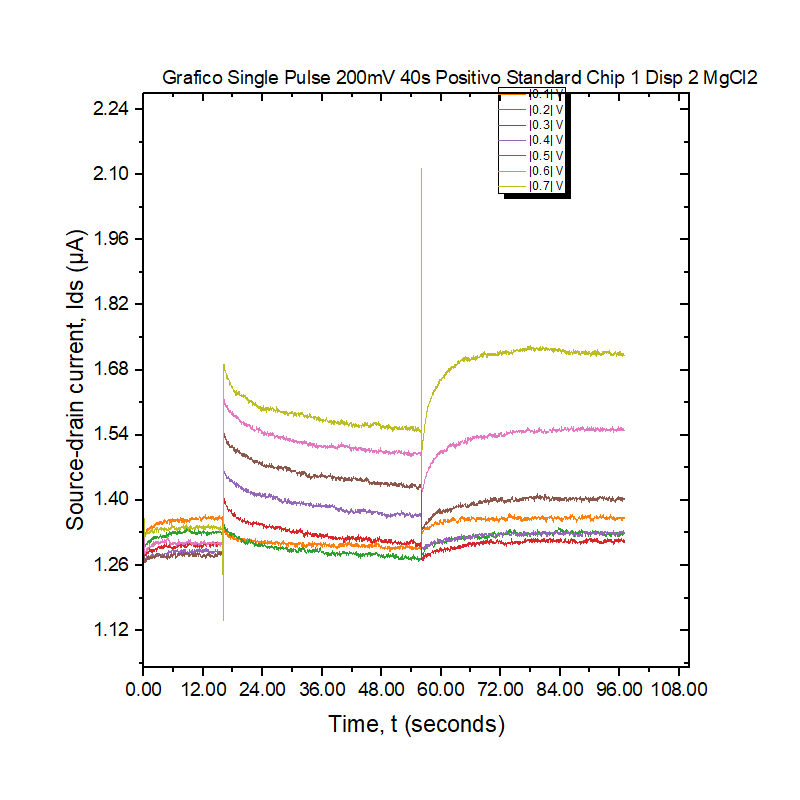 Grafico Single Pulse 200mV 40s Positivo Standard Chip 1 Disp 2 MgCl2
|0.1| V
|0.2| V
|0.3| V
|0.4| V
|0.5| V
|0.6| V
|0.7| V
2.24
2.10
1.96
1.82
1.68
1.54
1.40
1.26
1.12
Source-drain current, Ids (μA)
0.00 12.00 24.00 36.00 48.00 60.00 72.00 84.00 96.00 108.00
Time, t (seconds)